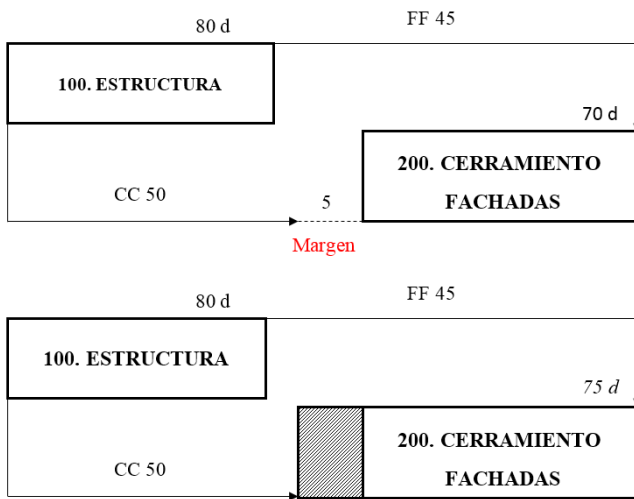 80 d
FF 45
100. ESTRUCTURA
70 d
200. CERRAMIENTO
FACHADAS
CC 50
5
Margen
80 d
FF 45
100. ESTRUCTURA
75 d
200. CERRAMIENTO
FACHADAS
CC 50